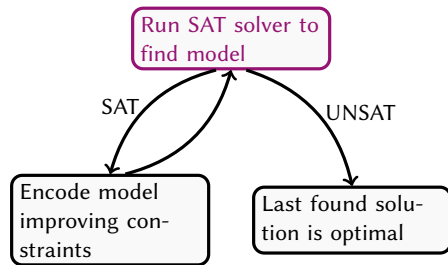 Run SAT solver to
find model
SAT
UNSAT
Encode model
improving con-
straints
Last found solu-
tion is optimal